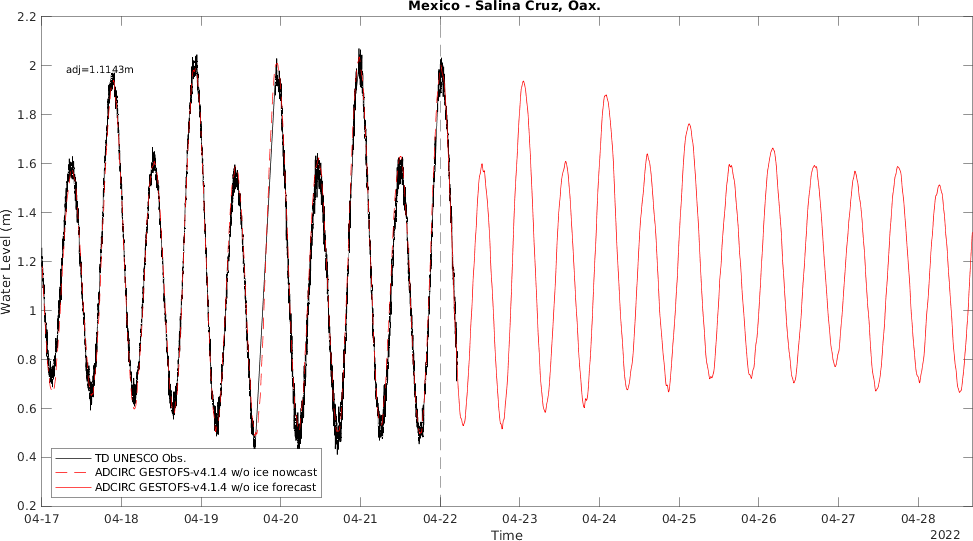 Mexico - Salina Cruz, Oax.
2.2
2
1.8
1.6
1.4
1.2
1
0.8
0.6
0.4
0.2
Water Level (m)
adj=1.1143m
TD UNESCO Obs.
ADCIRC GESTOFS-v4.1.4 w/o ice nowcast
ADCIRC GESTOFS-v4.1.4 w/o ice forecast
04-17 04-18 04-19 04-20 04-21 04-22 04-23 04-24 04-25 04-26 04-27 04-28
2022
Time